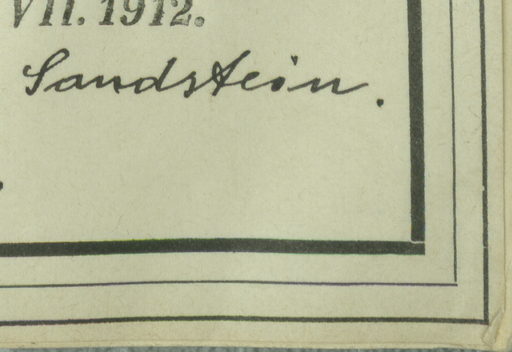 VII. 1912.
Sandstein.